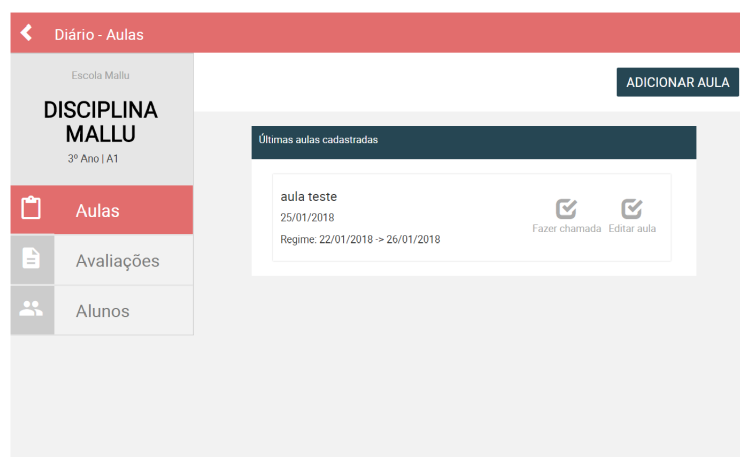 Diário - Aulas
Escola Mallu
DISCIPLINA
MALLU
3º Ano | A1
Aulas
Avaliações
Alunos
ADICIONAR AULA
Últimas aulas cadastradas
aula teste
25/01/2018
Regime: 22/01/2018 -> 26/01/2018
Fazer chamada Editar aula